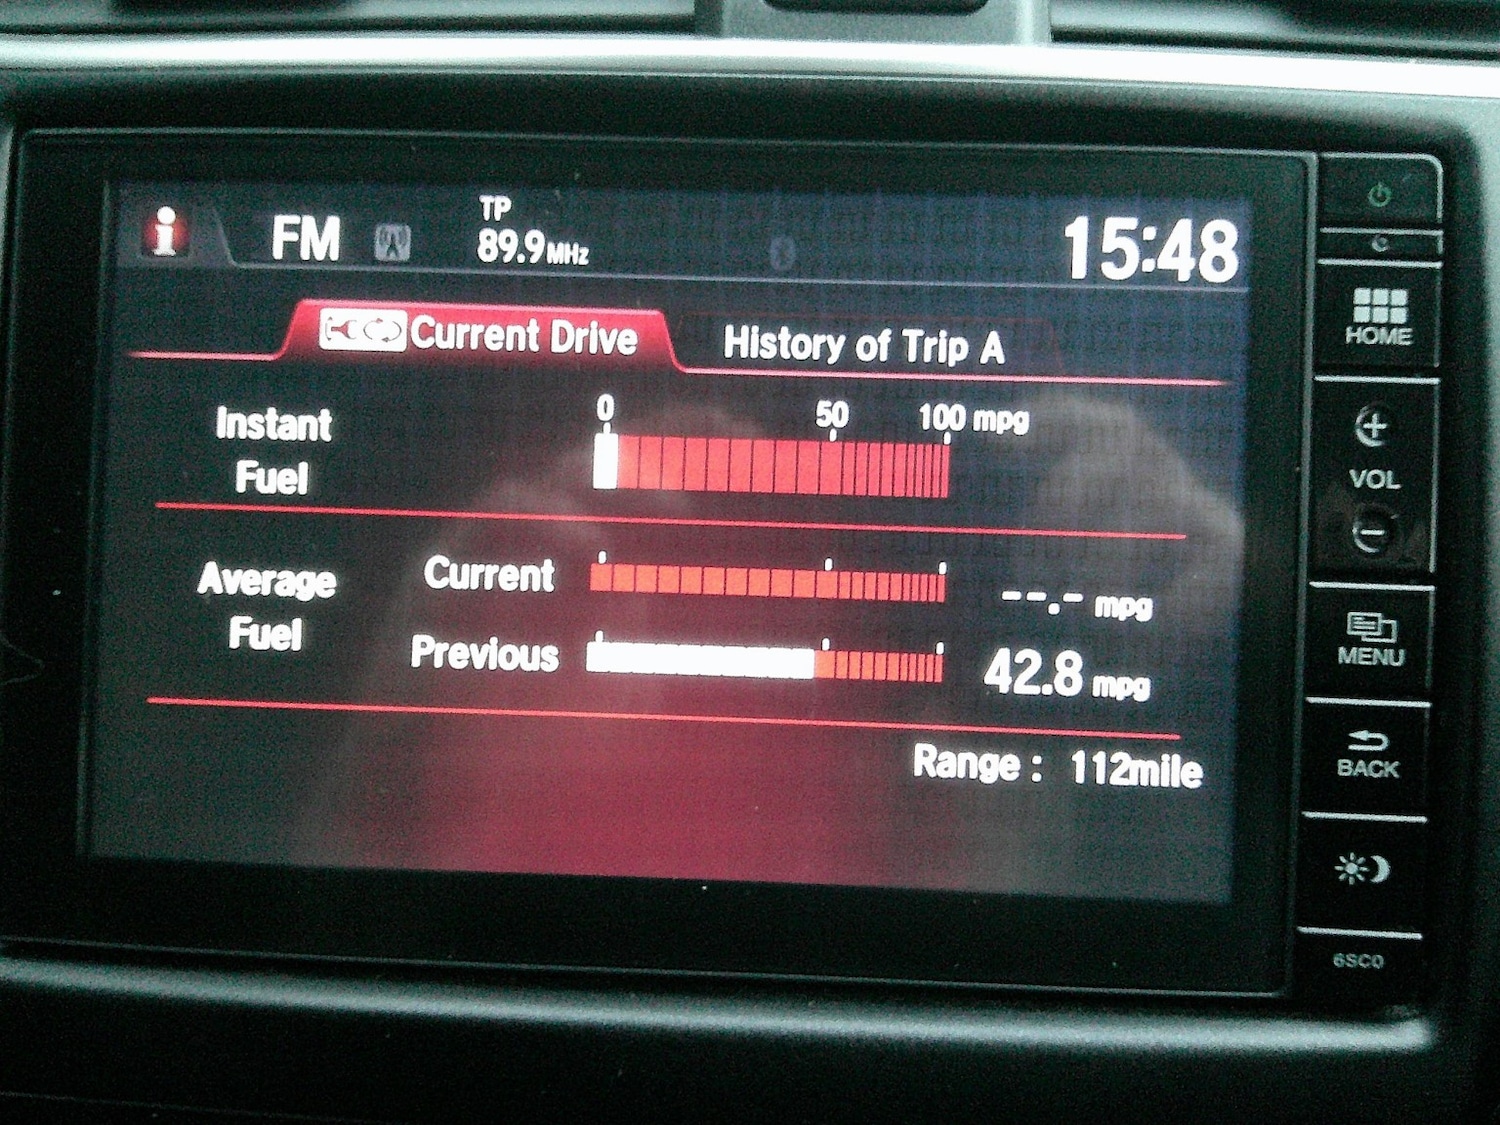 i FM TP 15:48
89.9MHz
Current Drive History of Trip A
HOME
0 50 100 mpg
Instant
Fuel
VOL
Average Current --.- mpg
Fuel
Previous 42.8 mpg
MENU
Range : 112mile
BACK
6SC0